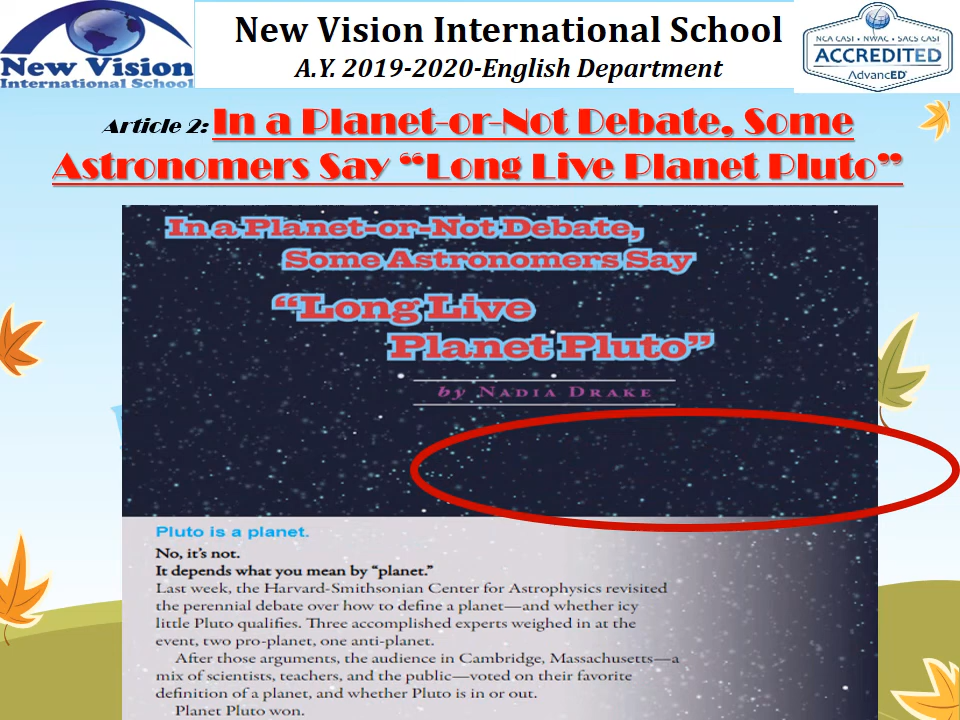 New Vision
International School
New Vision International School
A.Y. 2019-2020-English Department
NCA CASI • NWAC • SACS CASI
ACCREDITED
AdvancED®
Article 2: In a Planet-or-Not Debate, Some
Astronomers Say “Long Live Planet Pluto”
In a Planet-or-Not Debate,
Some Astronomers Say
“Long Live
Planet Pluto”
by Nadia Drake
Pluto is a planet.
No, it’s not.
It depends what you mean by “planet.”
Last week, the Harvard-Smithsonian Center for Astrophysics revisited
the perennial debate over how to define a planet—and whether icy
little Pluto qualifies. Three accomplished experts weighed in at the
event, two pro-planet, one anti-planet.
After those arguments, the audience in Cambridge, Massachusetts—a
mix of scientists, teachers, and the public—voted on their favorite
definition of a planet, and whether Pluto is in or out.
Planet Pluto won.